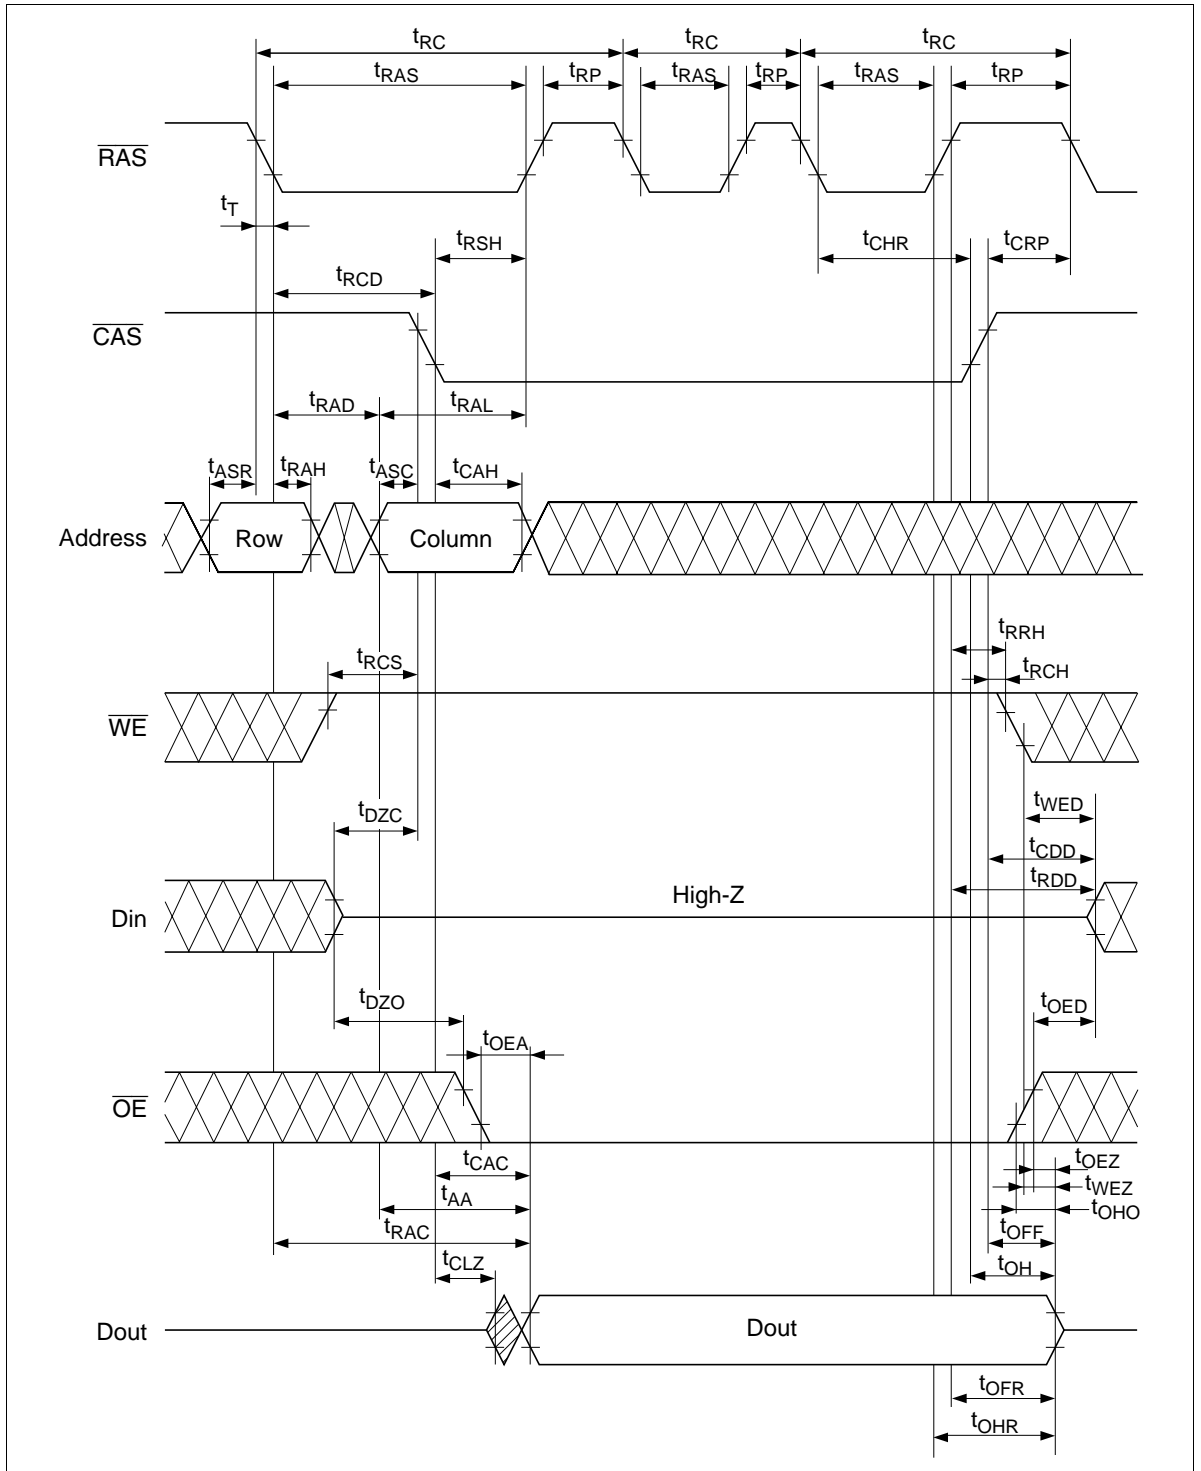 tRC tRC tRC
tRAS tRP tRAS tRP tRAS tRP
RAS
tT
tRSH tCHR tCRP
tRCD
CAS
tRAD tRAL
tASR tRAH tASC tCAH
Address Row Column
tRRH
tRCS tRCH
WE
tDZC tWED
tCDD
tRDD
High-Z
Din
tDZO tOED
tOEA
OE
tCAC tOEZ
tAA tWEZ
tOHO
tRAC tOFF
tCLZ tOH
Dout Dout
tOFR
tOHR